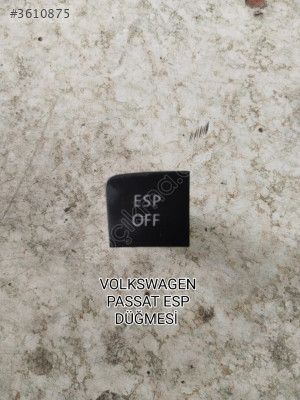 #3610875
ESP
OFF
VOLKSWAGEN
PASSAT ESP
DÜĞMESİ